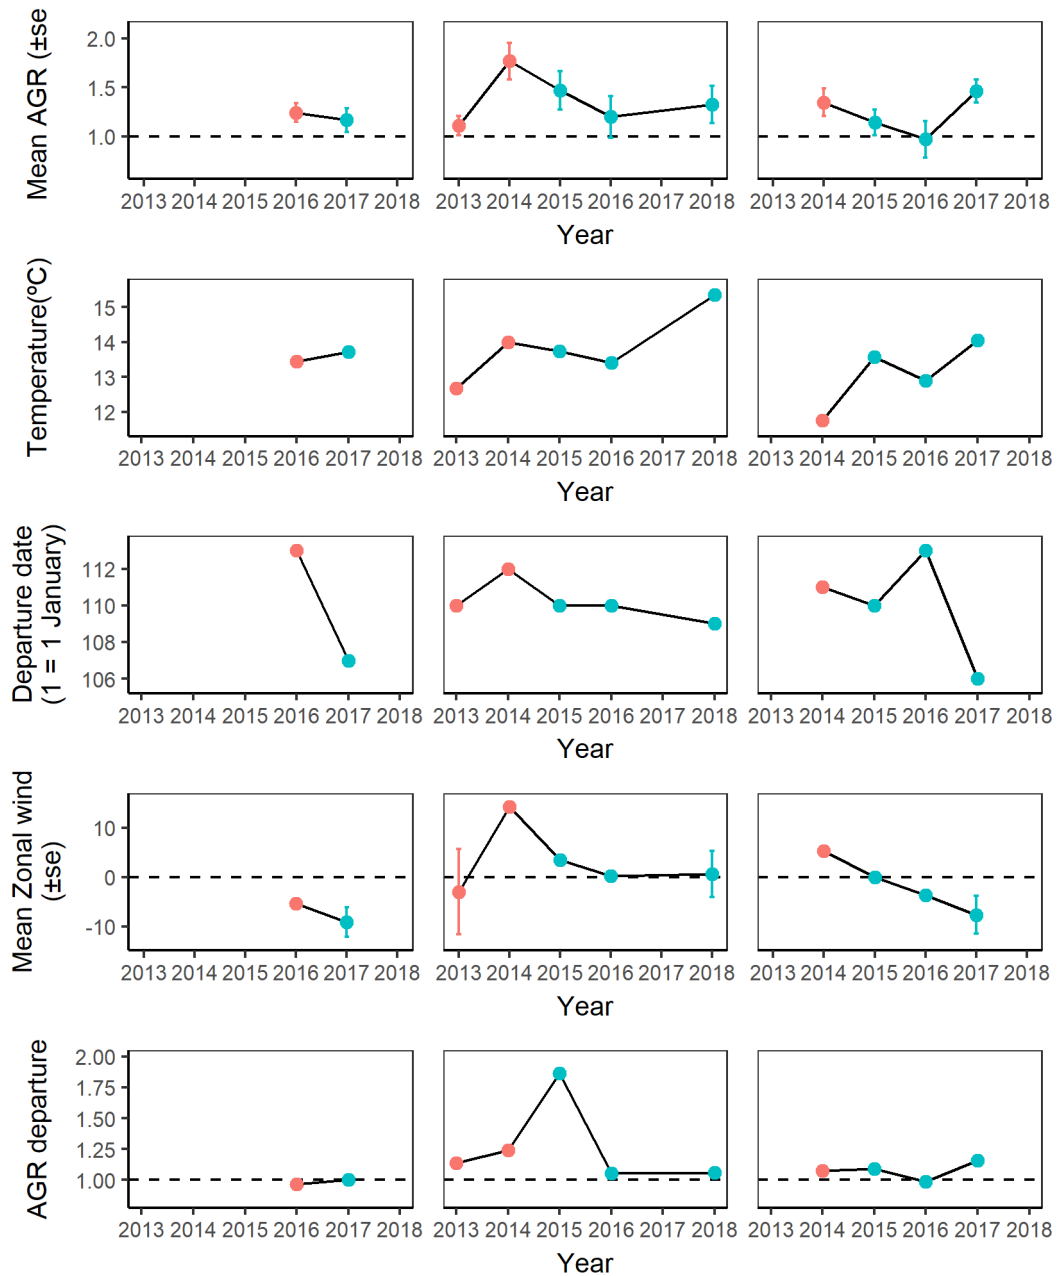 Mean AGR (±se
2.0
1.5
1.0
2013 2014 2015 2016 2017 2018 2013 2014 2015 2016 2017 2018 2013 2014 2015 2016 2017 2018
Year
Temperature(ºC)
15
14
13
12
2013 2014 2015 2016 2017 2018 2013 2014 2015 2016 2017 2018 2013 2014 2015 2016 2017 2018
Year
Departure date
(1 = 1 January)
112
110
108
106
2013 2014 2015 2016 2017 2018 2013 2014 2015 2016 2017 2018 2013 2014 2015 2016 2017 2018
Year
Mean Zonal wind
(±se)
10
0
-10
2013 2014 2015 2016 2017 2018 2013 2014 2015 2016 2017 2018 2013 2014 2015 2016 2017 2018
Year
AGR departure
2.00
1.75
1.50
1.25
1.00
2013 2014 2015 2016 2017 2018 2013 2014 2015 2016 2017 2018 2013 2014 2015 2016 2017 2018
Year